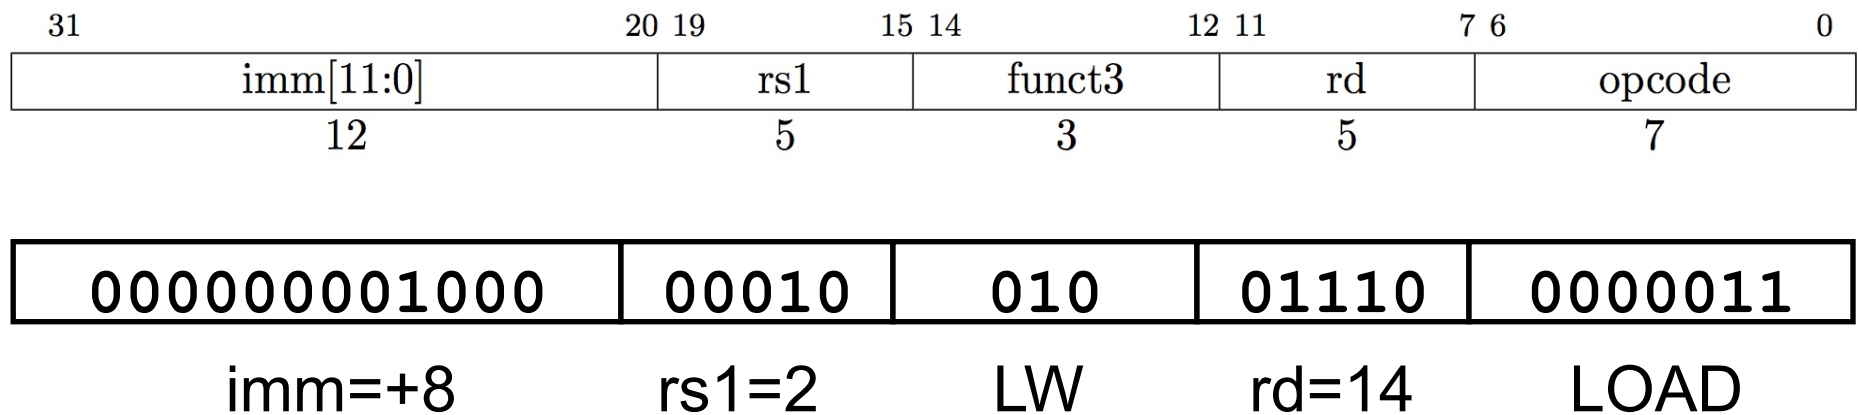 31 20 19 15 14 12 11 7 6 0
imm[11:0] rs1 funct3 rd opcode
12 5 3 5 7
000000001000 00010 010 01110 0000011
imm=+8 rs1=2 LW rd=14 LOAD